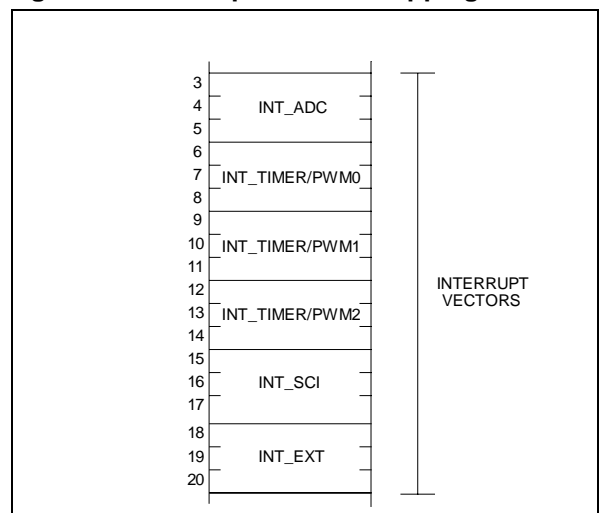 3
4 INT_ADC
5
6
7 INT_TIMER/PWM0
8
9
10 INT_TIMER/PWM1
11
12
13 INT_TIMER/PWM2
14
15
16 INT_SCI
17
18
19 INT_EXT
20
INTERRUPT
VECTORS